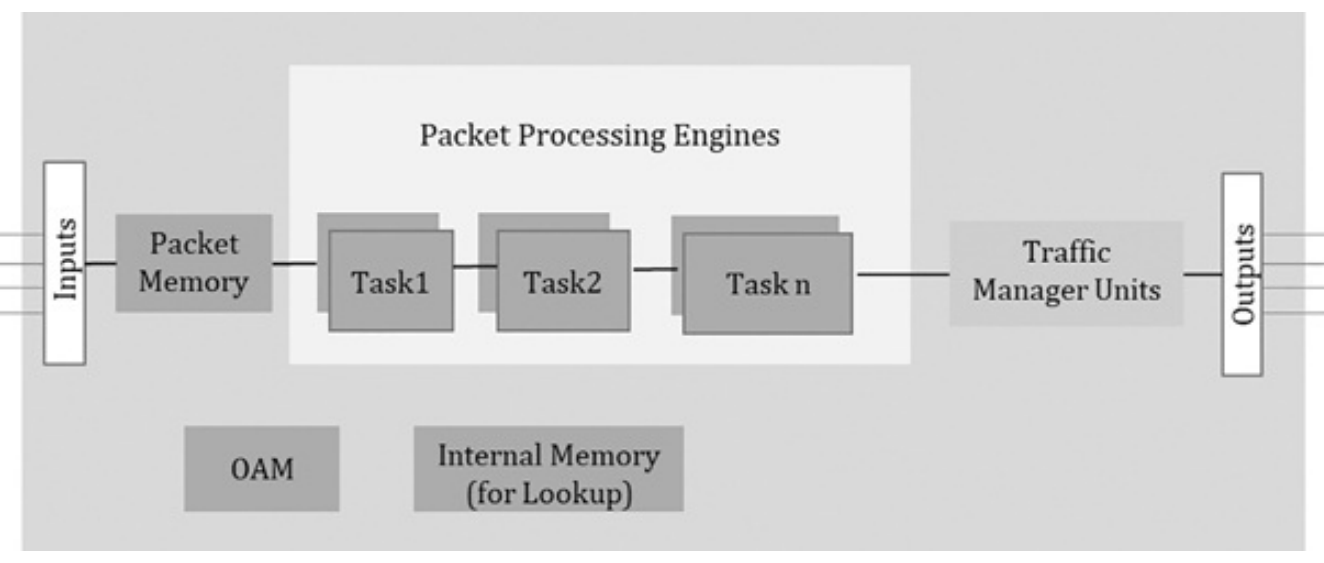 Packet Processing Engines
Inputs
Packet
Memory
Task1
Task2
Task n
Traffic
Manager Units
Outputs
OAM
Internal Memory
(for Lookup)